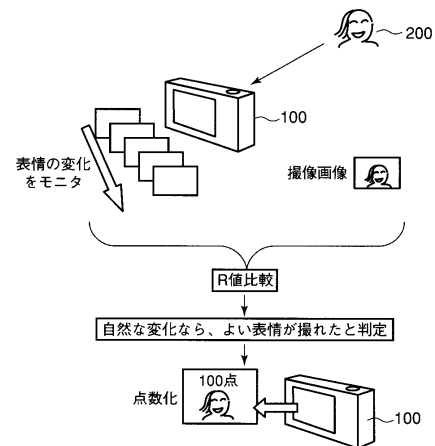 200
100
表情の変化
をモニタ
撮像画像
R値比較
自然な変化なら、よい表情が撮れたと判定
100点
点数化
100